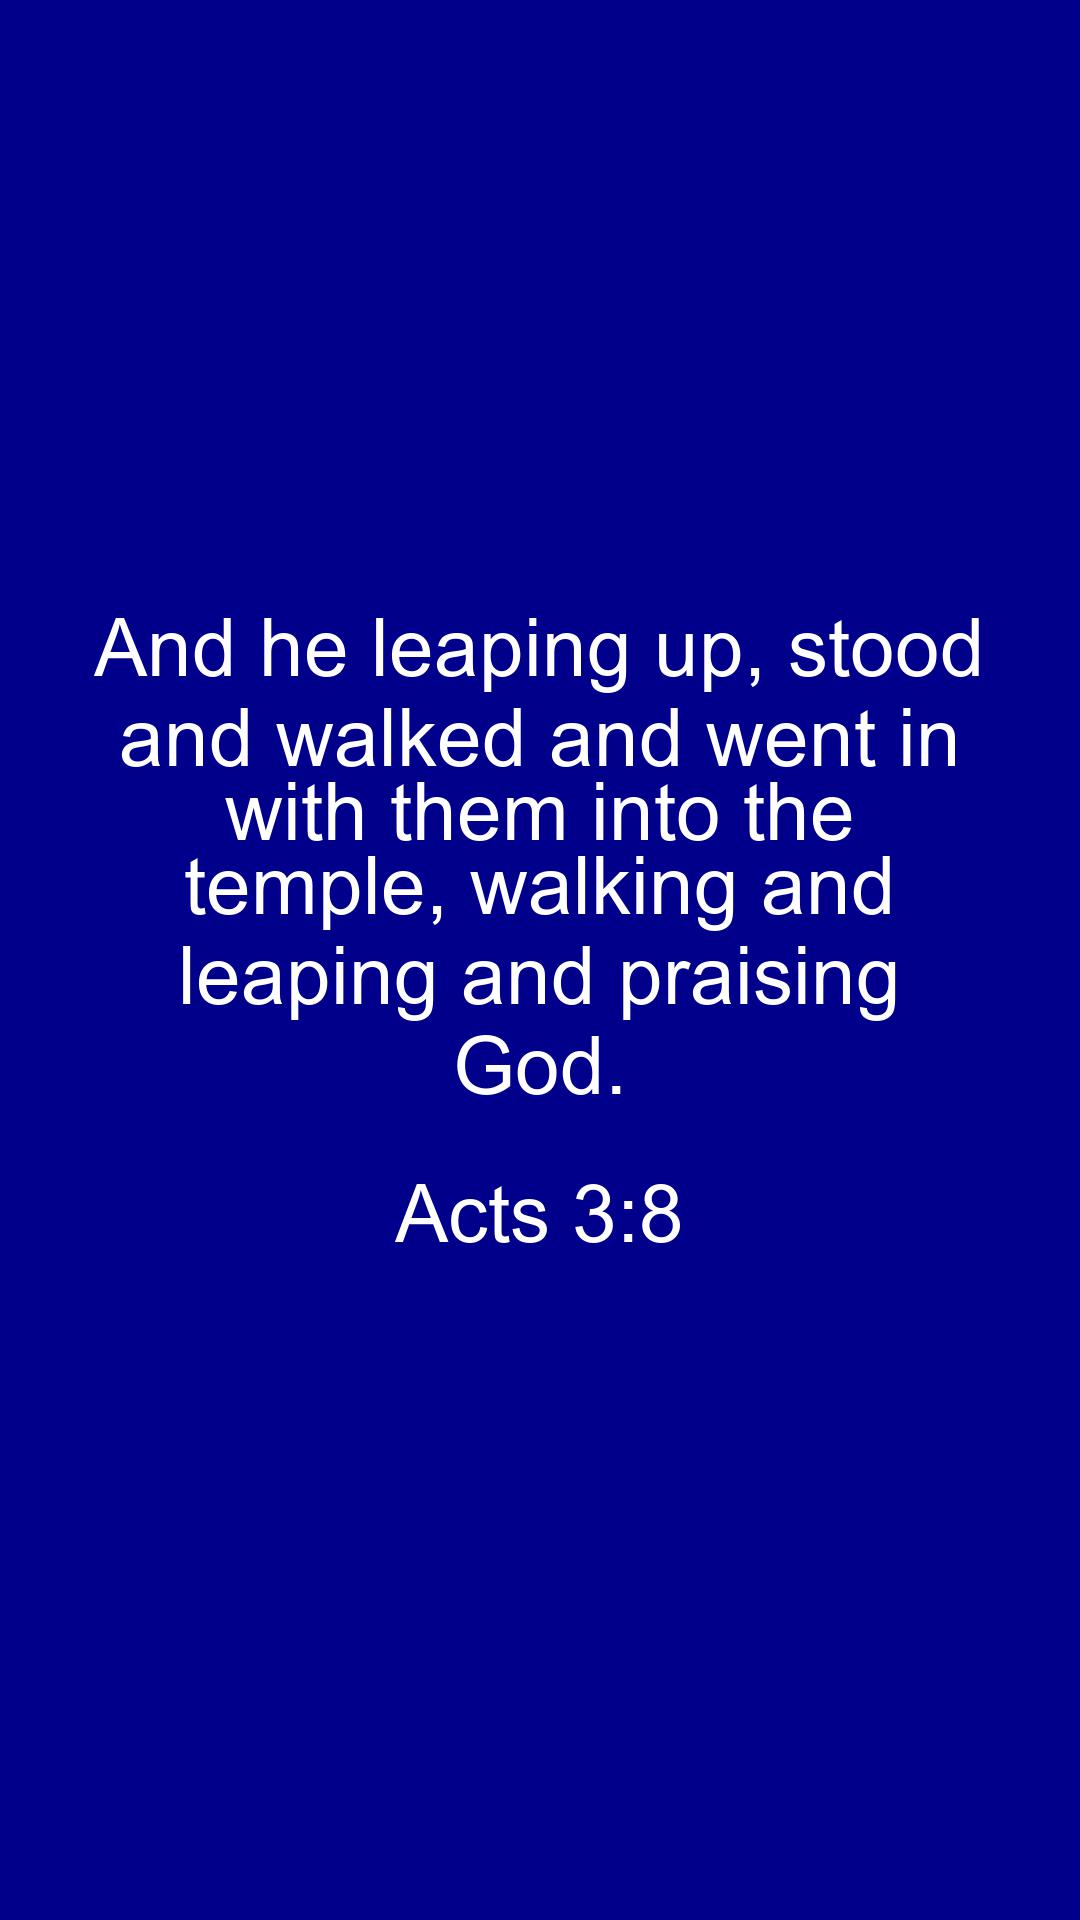 And he leaping up, stood
and walked and went in
with them into the
temple, walking and
leaping and praising
God.
Acts 3:8